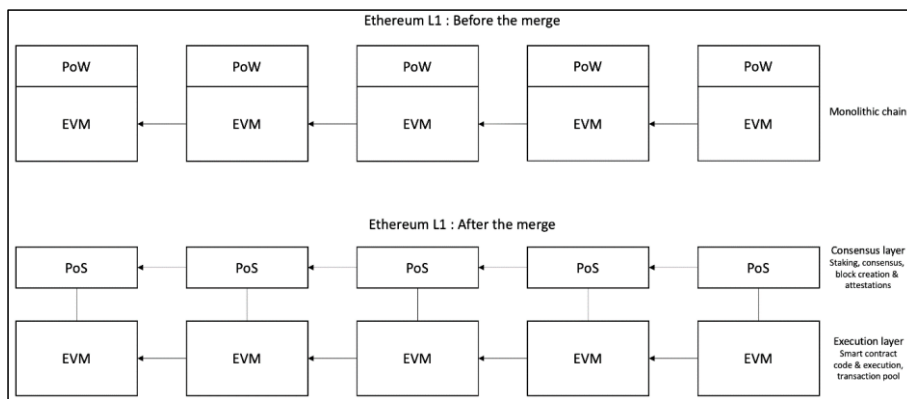 Ethereum L1 : Before the merge
PoW PoW PoW PoW PoW
EVM EVM EVM EVM EVM
Monolithic chain
Ethereum L1 : After the merge
PoS PoS PoS PoS PoS
Consensus layer
Staking, consensus,
block creation &
attestations
EVM EVM EVM EVM EVM
Execution layer
Smart contract
code & execution,
transaction pool